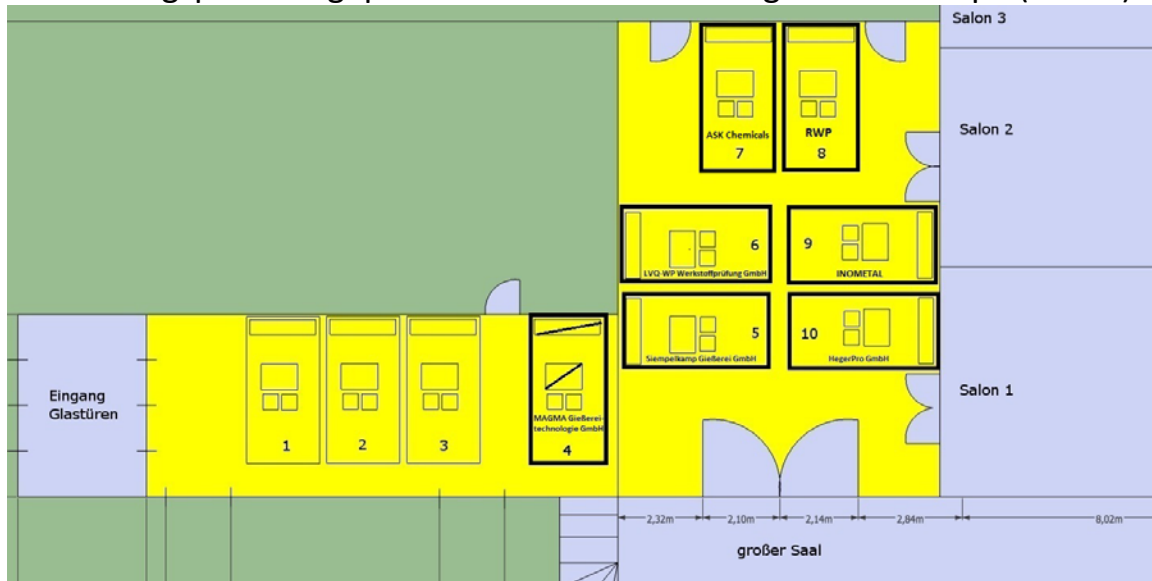 Salon 3
ASK Chemicals
7
RWP
8
Salon 2
6
LVQ-WP Werkstoffprüfung GmbH
9
INOMETAL
5
Siempelkamp Gießerei GmbH
10
HegerPro GmbH
Salon 1
Eingang
Glastüren
1
2
3
MAGMA Gießerei-
technologie GmbH
4
2,32m
2,10m
2,14m
2,84m
8,02m
großer Saal